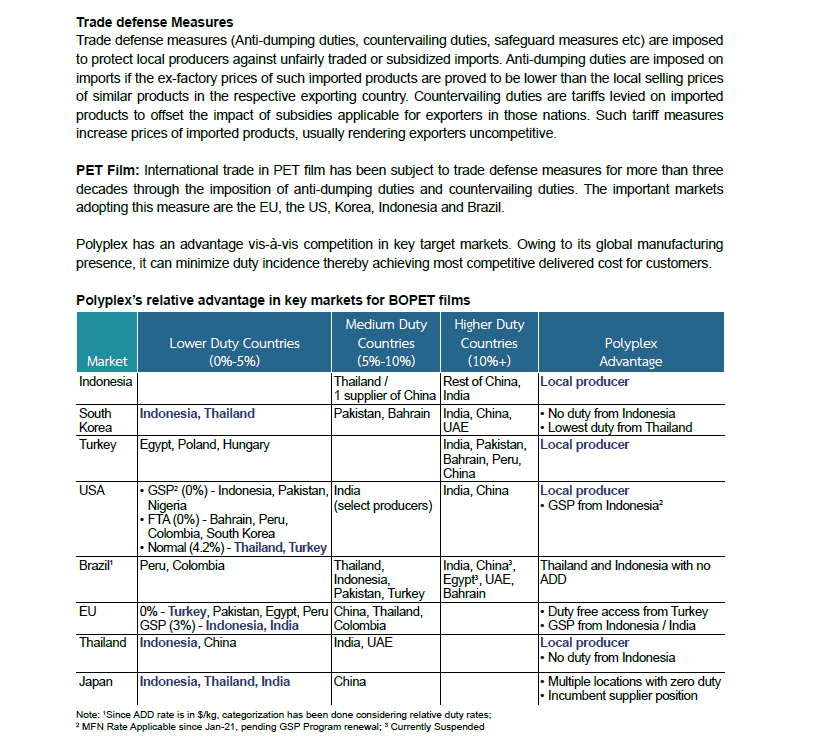 Trade defense Measures
Trade defense measures (Anti-dumping duties, countervailing duties, safeguard measures etc) are imposed
to protect local producers against unfairly traded or subsidized imports. Anti-dumping duties are imposed on
imports if the ex-factory prices of such imported products are proved to be lower than the local selling prices
of similar products in the respective exporting country. Countervailing duties are tariffs levied on imported
products to offset the impact of subsidies applicable for exporters in those nations. Such tariff measures
increase prices of imported products, usually rendering exporters uncompetitive.
PET Film: International trade in PET film has been subject to trade defense measures for more than three
decades through the imposition of anti-dumping duties and countervailing duties. The important markets
adopting this measure are the EU, the US, Korea, Indonesia and Brazil.
Polyplex has an advantage vis-à-vis competition in key target markets. Owing to its global manufacturing
presence, it can minimize duty incidence thereby achieving most competitive delivered cost for customers.
Polyplex's relative advantage in key markets for BOPET films
Market
Lower Duty Countries
(0%-5%)
Medium Duty
Countries
(5%-10%)
Higher Duty
Countries
(10%+)
Polyplex
Advantage
Indonesia
Thailand /
1 supplier of China
Rest of China,
India
Local producer
South
Korea
Indonesia, Thailand
Pakistan, Bahrain
India, China,
UAE
• No duty from Indonesia
• Lowest duty from Thailand
Turkey
Egypt, Poland, Hungary
India, Pakistan,
Bahrain, Peru,
China
Local producer
USA
• GSP² (0%) - Indonesia, Pakistan,
Nigeria
• FTA (0%) - Bahrain, Peru,
Colombia, South Korea
• Normal (4.2%) - Thailand, Turkey
India
(select producers)
India, China
Local producer
• GSP from Indonesia²
Brazil¹
Peru, Colombia
Thailand,
Indonesia,
Pakistan, Turkey
India, China³,
Egypt³, UAE,
Bahrain
Thailand and Indonesia with no
ADD
EU
0% - Turkey, Pakistan, Egypt, Peru
GSP (3%) - Indonesia, India
China, Thailand,
Colombia
• Duty free access from Turkey
• GSP from Indonesia / India
Thailand
Indonesia, China
India, UAE
Local producer
• No duty from Indonesia
Japan
Indonesia, Thailand, India
China
• Multiple locations with zero duty
• Incumbent supplier position
Note: ¹Since ADD rate is in $/kg, categorization has been done considering relative duty rates;
² MFN Rate Applicable since Jan-21, pending GSP Program renewal; ³ Currently Suspended